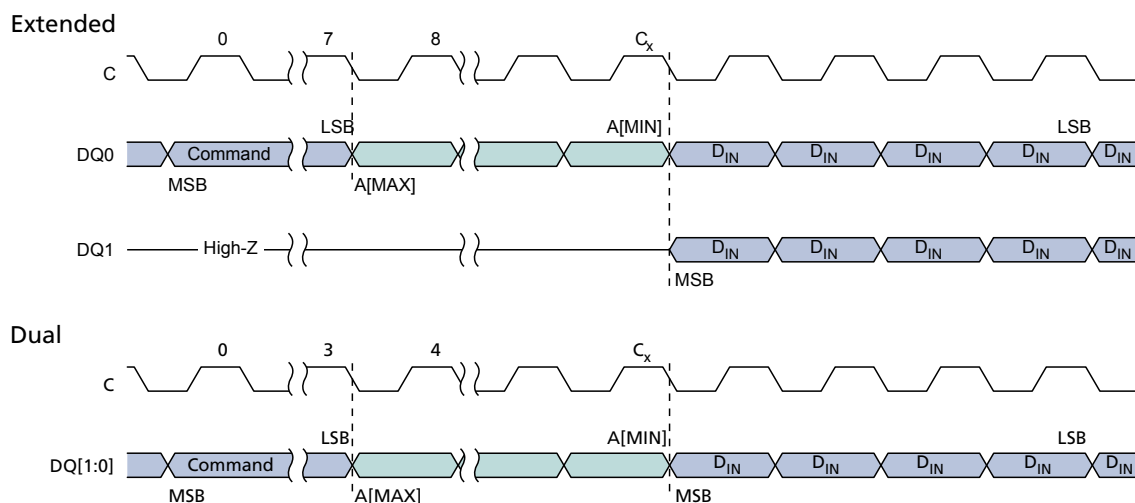 Extended
0 7 8 Cx
C
LSB A[MIN] LSB
DQ0 Command DIN DIN DIN DIN DIN
MSB A[MAX]
DQ1 High-Z DIN DIN DIN DIN DIN
MSB
Dual
0 3 4 Cx
C
LSB A[MIN] LSB
DQ[1:0] Command DIN DIN DIN DIN DIN
MSB A[MAX] MSB